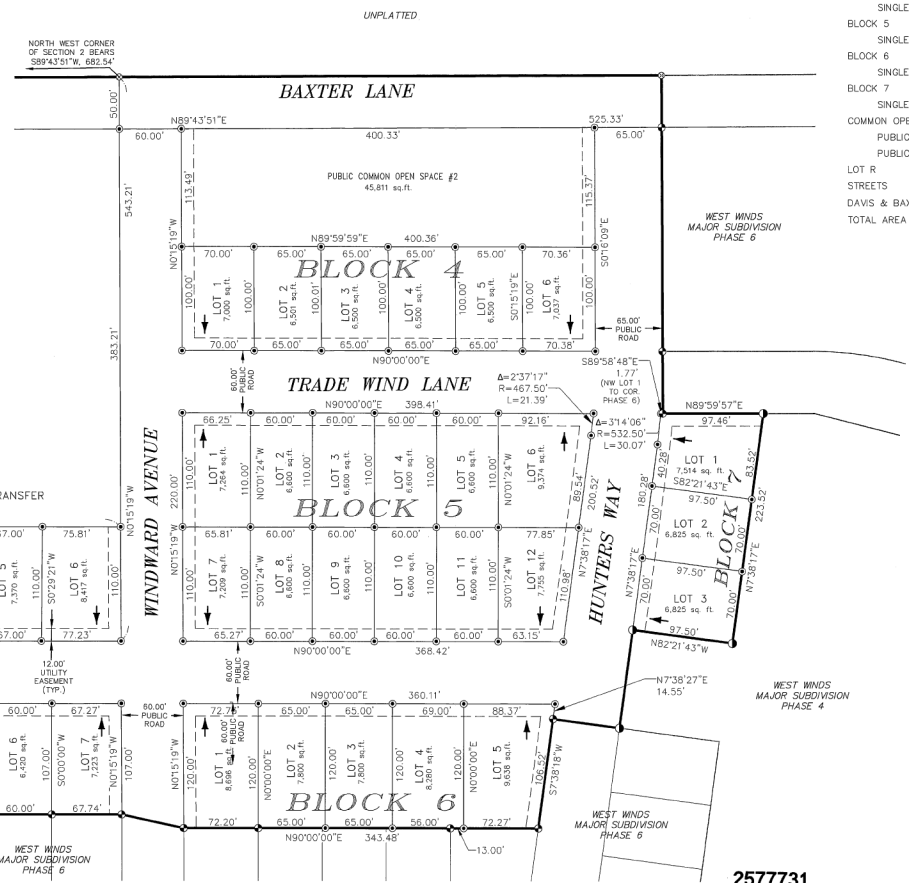 UNPLATTED
NORTH WEST CORNER
OF SECTION 2 BEARS
S89°43'51"W, 682.54'
SINGLE
BLOCK 5
SINGLE
BLOCK 6
SINGLE
BLOCK 7
SINGLE
COMMON OPE
PUBLIC
PUBLIC
LOT R
STREETS
DAVIS & BAX
TOTAL AREA
BAXTER LANE
50.00'
N89°43'51"E
525.33'
60.00'
400.33'
65.00'
543.21'
113.49'
PUBLIC COMMON OPEN SPACE #2
45,811 sq.ft.
115.37'
WEST WINDS
MAJOR SUBDIVISION
PHASE 6
N0°15'19"W
S0°16'09"E
N89°59'59"E
400.36'
70.00'
65.00'
65.00'
65.00'
65.00'
70.36'
BLOCK 4
100.00'
LOT 1
7,000 sq.ft.
100.00'
LOT 2
6,501 sq.ft.
100.01'
LOT 3
6,500 sq.ft.
100.00'
LOT 4
6,500 sq.ft.
100.00'
LOT 5
6,500 sq.ft.
S0°15'19"E
100.00'
LOT 6
7,037 sq.ft.
100.00'
65.00'
PUBLIC
ROAD
383.21'
70.00'
65.00'
65.00'
65.00'
65.00'
70.38'
N90°00'00"E
60.00'
PUBLIC
ROAD
TRADE WIND LANE
Δ=2°37'17"
R=467.50'
L=21.39'
S89°58'48"E
1.77'
(NW LOT 1
TO COR.
PHASE 6)
N90°00'00"E
398.41'
66.25'
60.00'
60.00'
60.00'
60.00'
92.16'
Δ=3°14'06"
R=532.50'
L=30.07'
N89°59'57"E
97.46'
WINDWARD AVENUE
220.00'
LOT 1
7,264 sq.ft.
N0°01'24"W
110.00'
LOT 2
6,600 sq.ft.
110.00'
LOT 3
6,600 sq.ft.
110.00'
LOT 4
6,600 sq.ft.
110.00'
LOT 5
6,600 sq.ft.
N0°01'24"W
110.00'
LOT 6
9,374 sq.ft.
89.54'
200.52'
40.28'
180.28'
LOT 1
7,514 sq. ft.
S82°21'43"E
97.50'
83.52'
223.52'
BLOCK 5
BLOCK 7
RANSFER
N0°15'19"W
67.00'
75.81'
65.81'
60.00'
60.00'
60.00'
60.00'
77.85'
LOT 5
7,370 sq.ft.
110.00'
S0°29'21"W
LOT 6
8,417 sq.ft.
110.00'
N0°15'19"W
110.00'
LOT 7
7,209 sq.ft.
S0°01'24"W
110.00'
LOT 8
6,600 sq.ft.
110.00'
LOT 9
6,600 sq.ft.
110.00'
LOT 10
6,600 sq.ft.
110.00'
LOT 11
6,600 sq.ft.
S0°01'24"W
110.00'
LOT 12
7,755 sq.ft.
110.98'
N7°38'17"E
HUNTERS WAY
N7°38'17"E
70.00'
LOT 2
6,825 sq. ft.
70.00'
97.50'
70.00'
LOT 3
6,825 sq. ft.
70.00'
N7°38'17"E
97.50'
N82°21'43"W
67.00'
77.23'
65.27'
60.00'
60.00'
60.00'
60.00'
63.15'
N90°00'00"E
368.42'
12.00'
UTILITY
EASEMENT
(TYP.)
60.00'
PUBLIC
ROAD
N7°38'27"E
14.55'
WEST WINDS
MAJOR SUBDIVISION
PHASE 4
60.00'
67.27'
60.00'
PUBLIC
ROAD
N90°00'00"E
360.11'
65.00'
65.00'
69.00'
88.37'
LOT 6
6,420 sq.ft.
107.00'
S0°00'00"W
LOT 7
7,223 sq.ft.
N0°15'19"W
107.00'
N0°15'19"W
120.00'
LOT 1
8,696 sq.ft.
60.00'
PUBLIC
ROAD
120.00'
N0°00'00"E
LOT 2
7,800 sq.ft.
120.00'
LOT 3
7,800 sq.ft.
120.00'
LOT 4
8,280 sq.ft.
120.00'
N0°00'00"E
LOT 5
9,638 sq.ft.
106.52'
S7°38'18"W
BLOCK 6
60.00'
67.74'
72.20'
65.00'
65.00'
56.00'
72.27'
N90°00'00"E
343.48'
13.00'
WEST WINDS
MAJOR SUBDIVISION
PHASE 6
WEST WINDS
MAJOR SUBDIVISION
PHASE 6
2577731